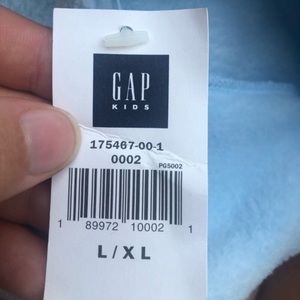 GAP
KIDS
175467-00-1
0002
PG5002
1 89972 10002 1
L / XL